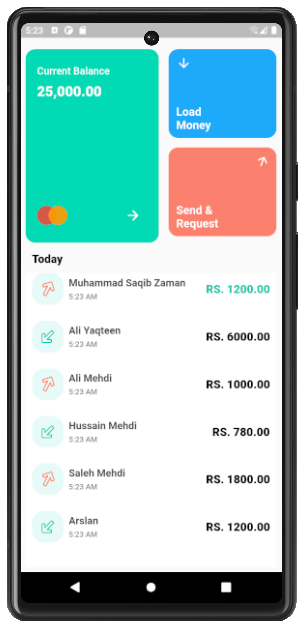 5:23
Current Balance
25,000.00
Load
Money
Send &
Request
Today
Muhammad Saqib Zaman
5:23 AM
RS. 1200.00
Ali Yaqteen
5:23 AM
RS. 6000.00
Ali Mehdi
5:23 AM
RS. 1000.00
Hussain Mehdi
5:23 AM
RS. 780.00
Saleh Mehdi
5:23 AM
RS. 1800.00
Arslan
5:23 AM
RS. 1200.00